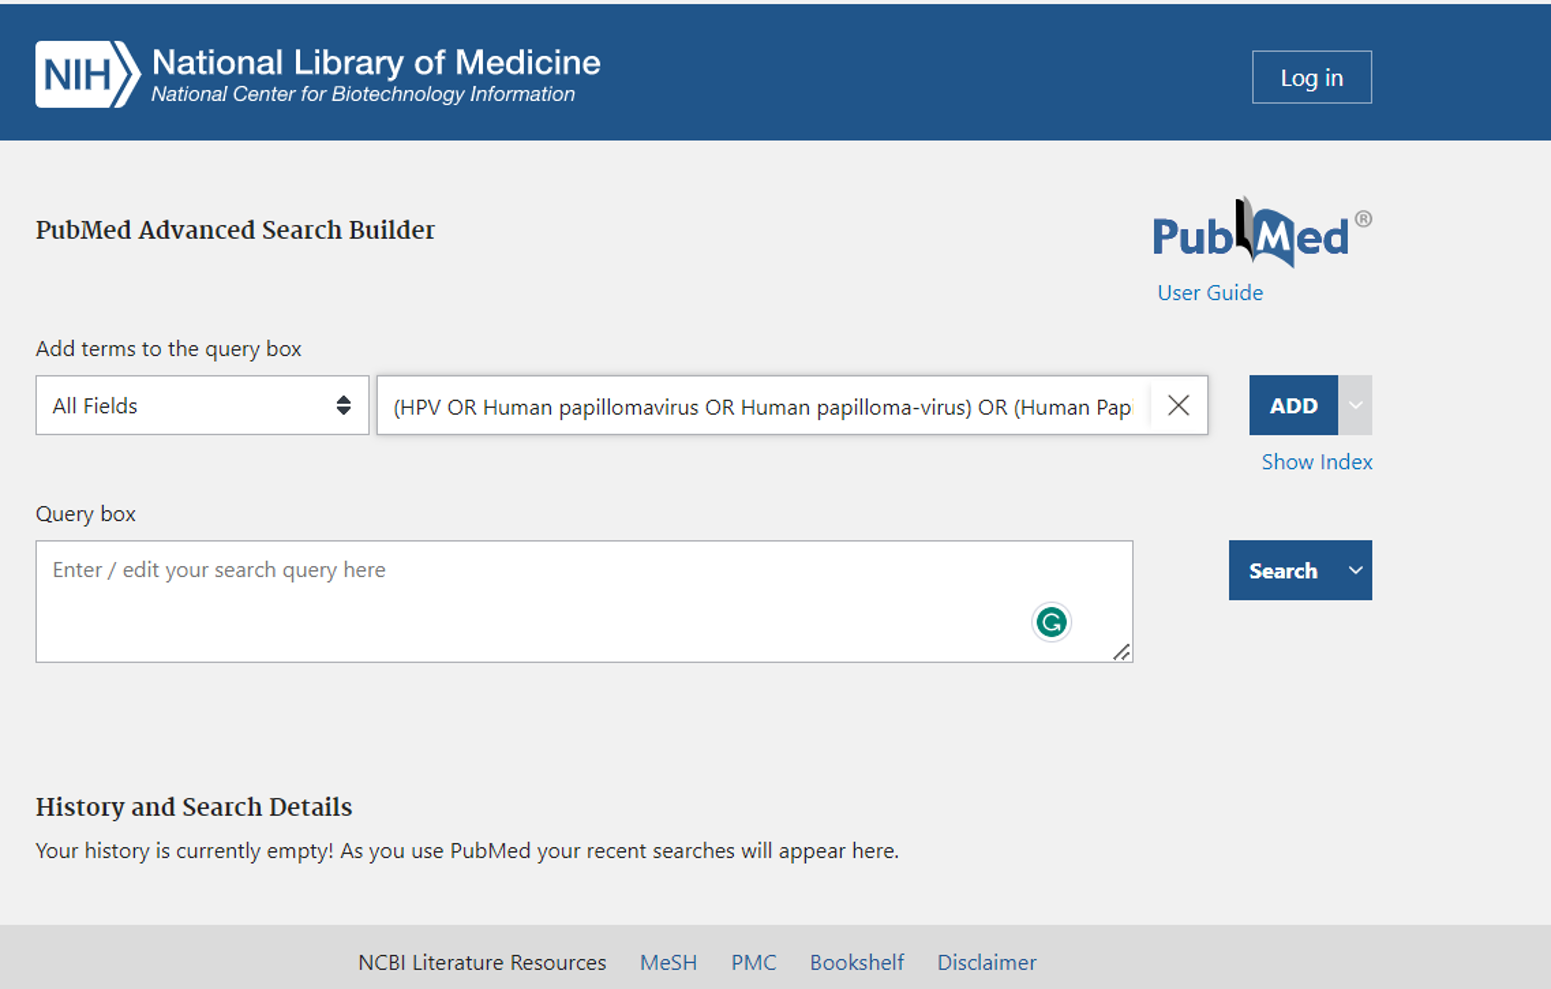 NIH
National Library of Medicine
National Center for Biotechnology Information
Log in
PubMed Advanced Search Builder
PubMed®
User Guide
Add terms to the query box
All Fields
(HPV OR Human papillomavirus OR Human papilloma-virus) OR (Human Pap
ADD
Show Index
Query box
Enter / edit your search query here
Search
History and Search Details
Your history is currently empty! As you use PubMed your recent searches will appear here.
NCBI Literature Resources MeSH PMC Bookshelf Disclaimer